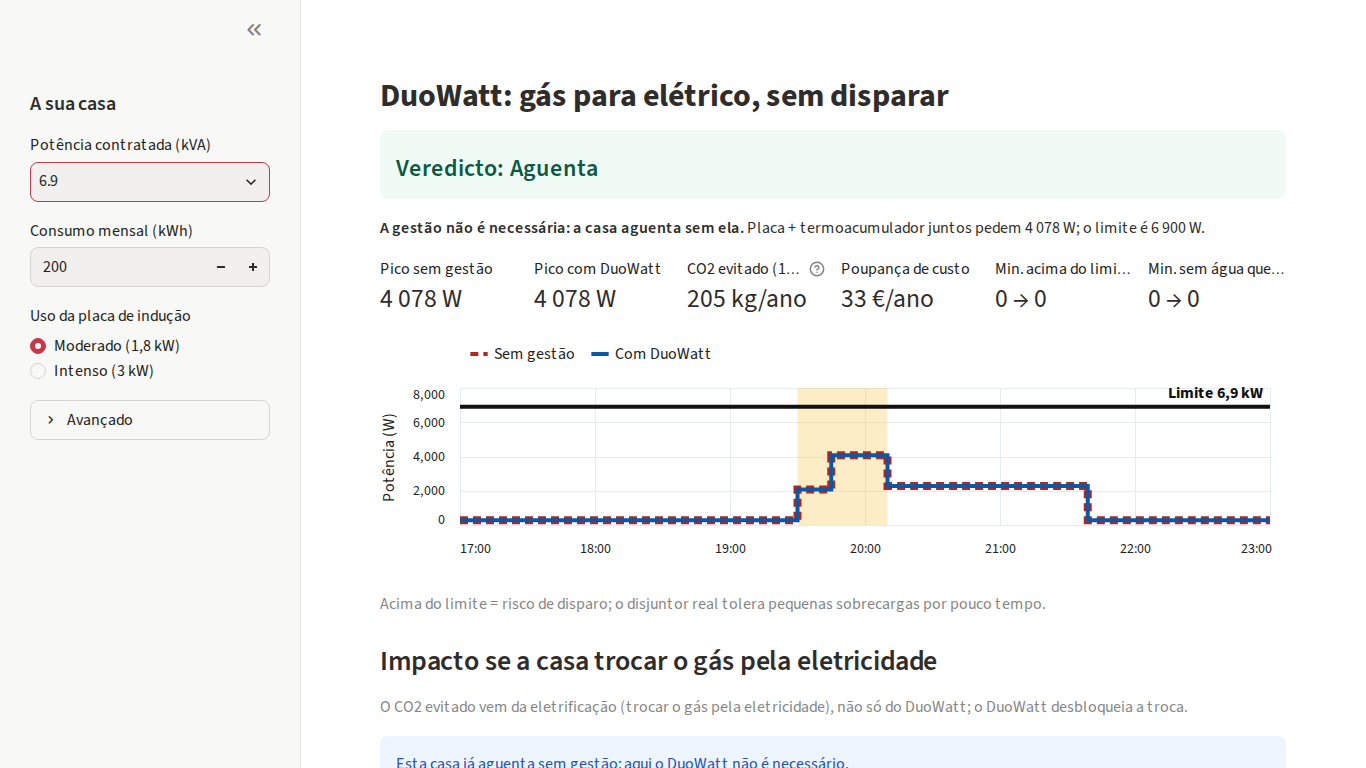 A sua casa
Potência contratada (kVA)
6.9
Consumo mensal (kWh)
200
Uso da placa de indução
Moderado (1,8 kW)
Intenso (3 kW)
Avançado
DuoWatt: gás para elétrico, sem disparar
Veredicto: Aguenta
A gestão não é necessária: a casa aguenta sem ela. Placa + termoacumulador juntos pedem 4 078 W; o limite é 6 900 W.
Pico sem gestão
4 078 W
Pico com DuoWatt
4 078 W
CO2 evitado (1…
205 kg/ano
Poupança de custo
33 €/ano
Min. acima do limi…
0 → 0
Min. sem água que…
0 → 0
Sem gestão
Com DuoWatt
Limite 6,9 kW
Potência (W)
8,000
6,000
4,000
2,000
0
17:00 18:00 19:00 20:00 21:00 22:00 23:00
Acima do limite = risco de disparo; o disjuntor real tolera pequenas sobrecargas por pouco tempo.
Impacto se a casa trocar o gás pela eletricidade
O CO2 evitado vem da eletrificação (trocar o gás pela eletricidade), não só do DuoWatt; o DuoWatt desbloqueia a troca.
Esta casa já aguenta sem gestão: aqui o DuoWatt não é necessário.